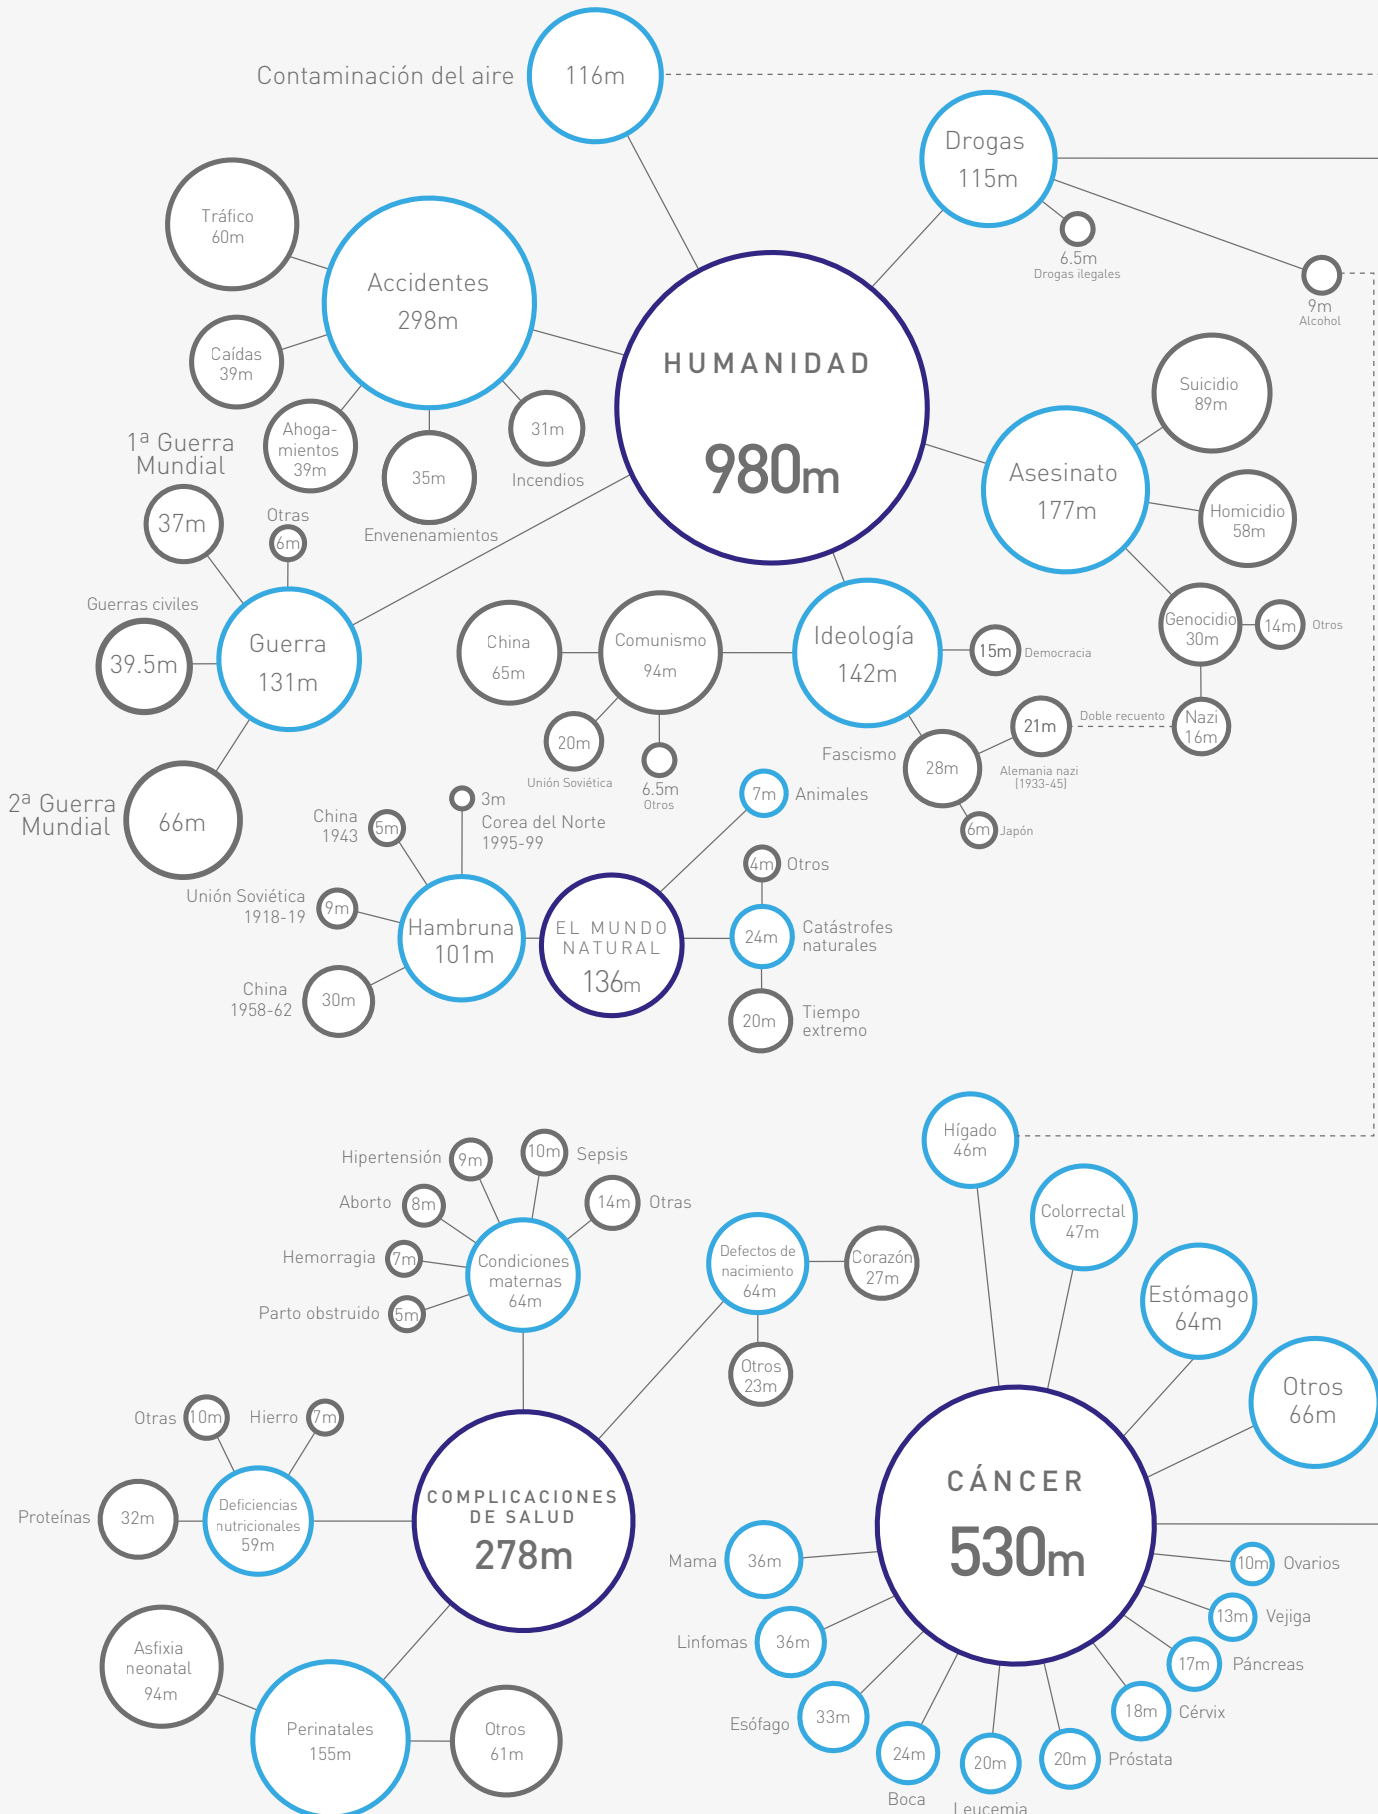 Contaminación del aire
116m
Drogas
115m
6.5m
Drogas ilegales
9m
Alcohol
Tráfico
60m
Accidentes
298m
Caídas
39m
Ahoga-
mientos
39m
35m
Envenenamientos
31m
Incendios
HUMANIDAD
980m
Suicidio
89m
Asesinato
177m
Homicidio
58m
Genocidio
30m
14m
Otros
Nazi
16m
Doble recuento
1ª Guerra
Mundial
37m
Otras
6m
Guerras civiles
39.5m
Guerra
131m
2ª Guerra
Mundial
66m
China
65m
Comunismo
94m
20m
Unión Soviética
6.5m
Otros
Ideología
142m
15m
Democracia
Fascismo
28m
21m
Alemania nazi
(1933-45)
6m
Japón
7m
Animales
China
1943
5m
3m
Corea del Norte
1995-99
Unión Soviética
1918-19
9m
Hambruna
101m
China
1958-62
30m
EL MUNDO
NATURAL
136m
4m
Otros
24m
Catástrofes
naturales
20m
Tiempo
extremo
Hipertensión
9m
10m
Sepsis
Aborto
8m
14m
Otras
Hemorragia
7m
Condiciones
maternas
64m
Parto obstruido
5m
Defectos de
nacimiento
64m
Corazón
27m
Otros
23m
Otras
10m
Hierro
7m
Proteínas
32m
Deficiencias
nutricionales
59m
COMPLICACIONES
DE SALUD
278m
Asfixia
neonatal
94m
Perinatales
155m
Otros
61m
Hígado
46m
Colorrectal
47m
Estómago
64m
Otros
66m
CÁNCER
530m
Mama
36m
Linfomas
36m
Esófago
33m
24m
Boca
20m
Leucemia
20m
Próstata
18m
Cérvix
17m
Páncreas
13m
Vejiga
10m
Ovarios